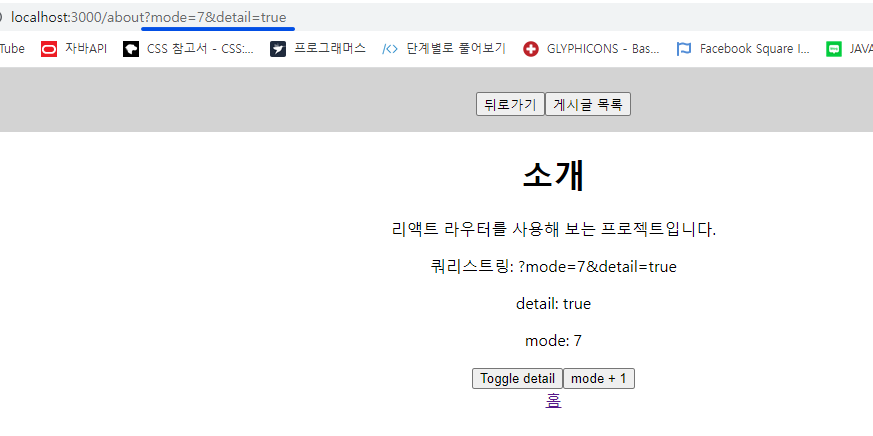 localhost:3000/about?mode=7&detail=true
Tube 자바API CSS 참고서 - CSS:... 프로그래머스 단계별로 풀어보기 GLYPHICONS - Bas... Facebook Square I... JAVA
뒤로가기 게시글 목록
소개
리액트 라우터를 사용해 보는 프로젝트입니다.
쿼리스트링: ?mode=7&detail=true
detail: true
mode: 7
Toggle detail mode + 1
홈